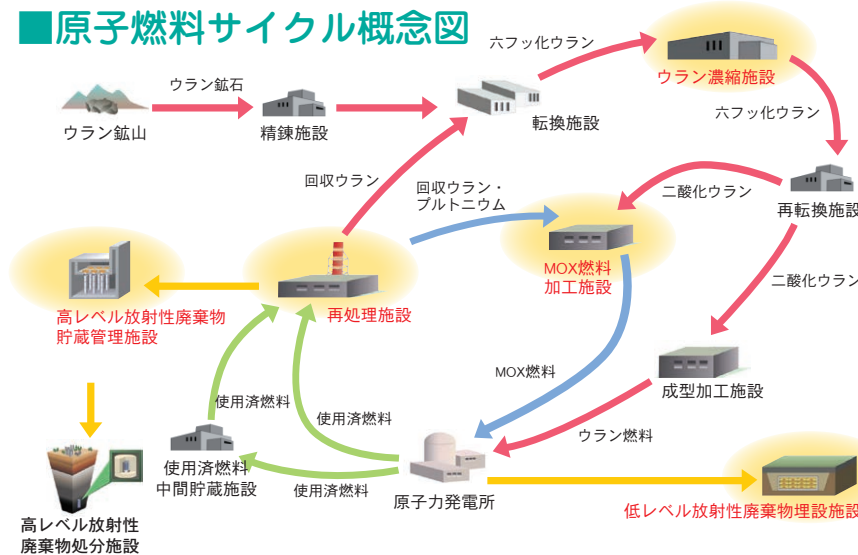 ■原子燃料サイクル概念図
六フッ化ウラン
ウラン濃縮施設
ウラン鉱石
ウラン鉱山
精錬施設
転換施設
六フッ化ウラン
回収ウラン
回収ウラン・
プルトニウム
二酸化ウラン
再転換施設
MOX燃料
加工施設
二酸化ウラン
高レベル放射性廃棄物
貯蔵管理施設
再処理施設
MOX燃料
成型加工施設
使用済燃料
使用済燃料
ウラン燃料
使用済燃料
中間貯蔵施設
使用済燃料
原子力発電所
低レベル放射性廃棄物埋設施設
高レベル放射性
廃棄物処分施設